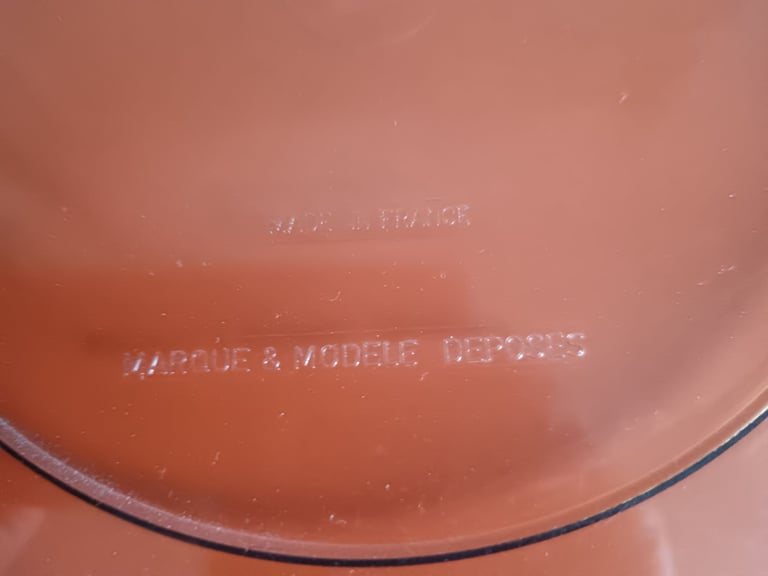 MADE IN FRANCE
MARQUE & MODELE DEPOSES